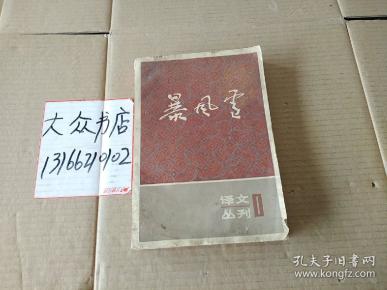 暴风雪
大众书店
13166210102
译文
丛刊
1
孔夫子旧书网
www.kongfz.com